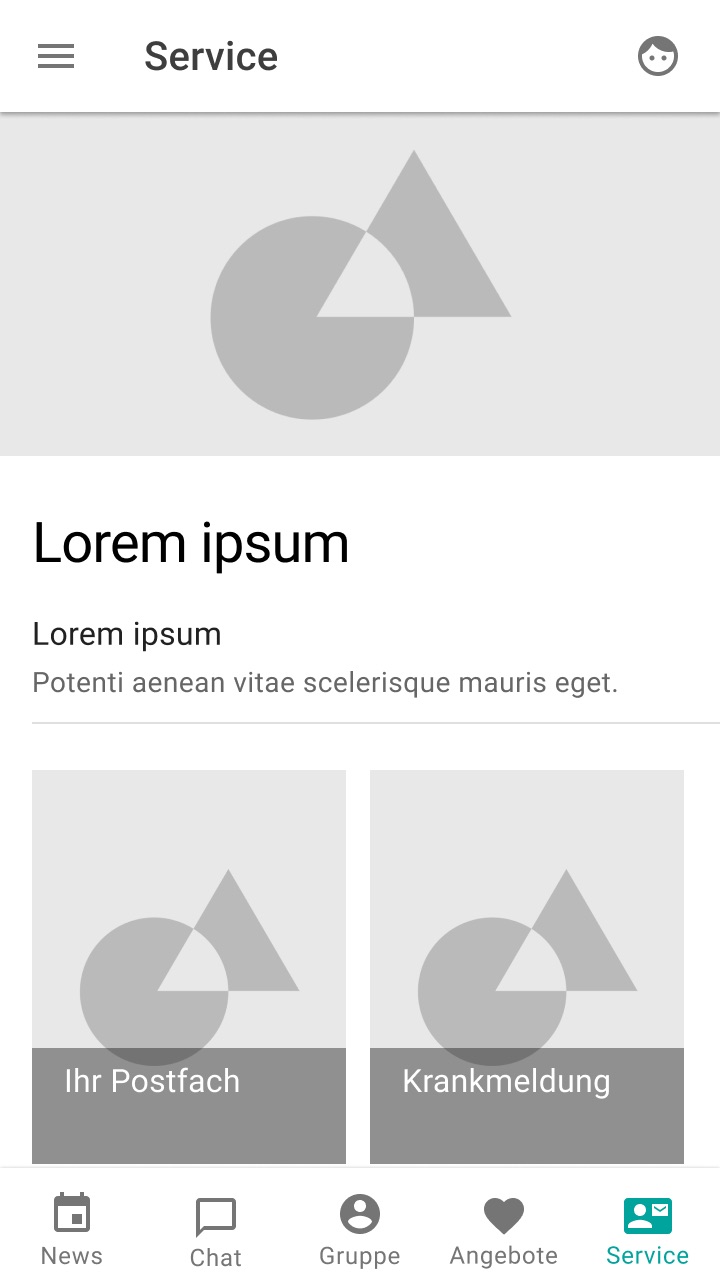 Service
Lorem ipsum
Lorem ipsum
Potenti aenean vitae scelerisque mauris eget.
Ihr Postfach
Krankmeldung
News
Chat
Gruppe
Angebote
Service